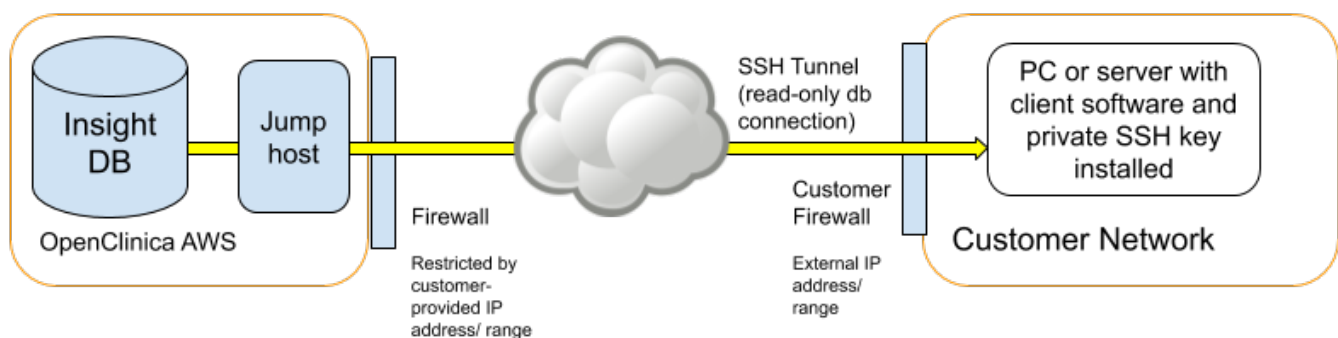 Insight
DB
Jump
host
OpenClinica AWS
Firewall
Restricted by
customer-
provided IP
address/ range
SSH Tunnel
(read-only db
connection)
Customer
Firewall
External IP
address/
range
PC or server with
client software and
private SSH key
installed
Customer Network